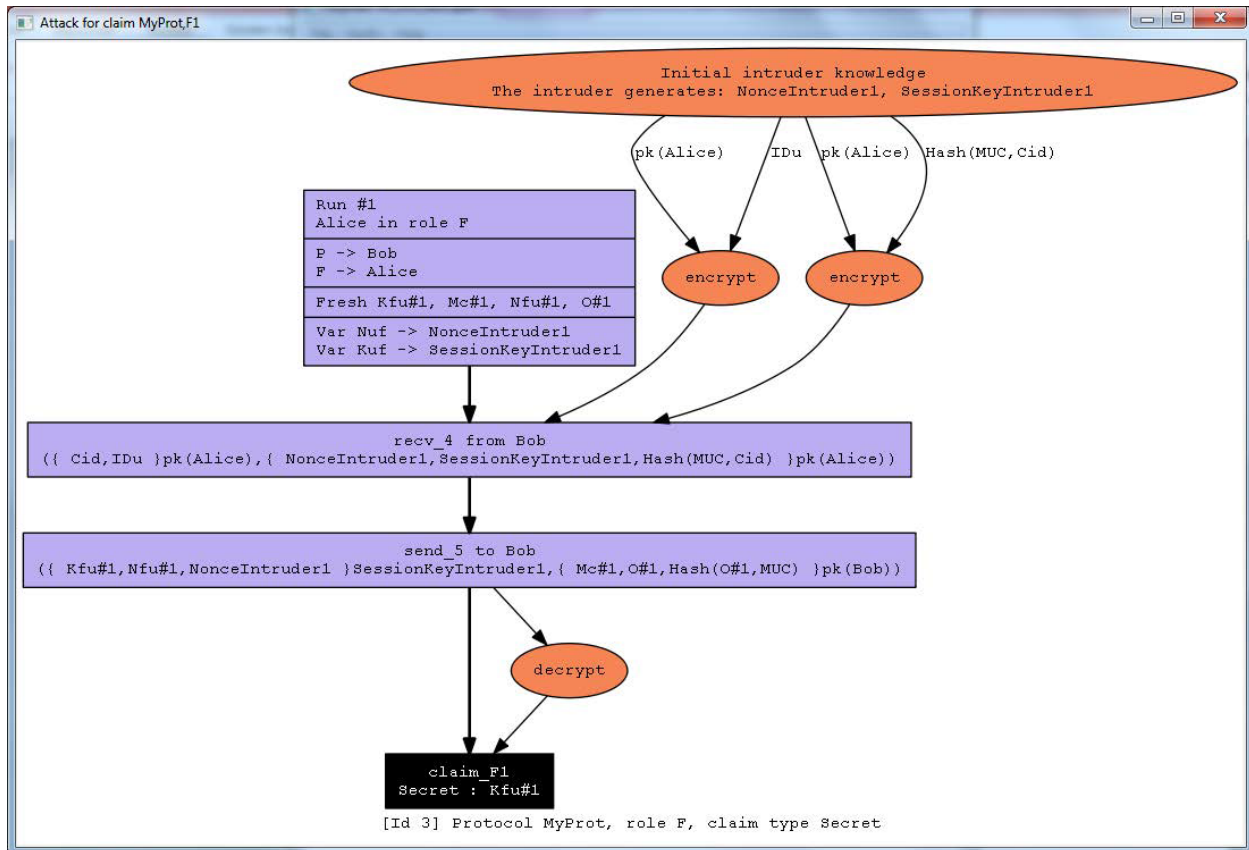 Attack for claim MyProt,F1
Initial intruder knowledge
The intruder generates: NonceIntruder1, SessionKeyIntruder1
pk(Alice)
IDu
pk(Alice)
Hash(MUC,Cid)
Run #1
Alice in role F
P -> Bob
F -> Alice
Fresh Kfu#1, Mc#1, Nfu#1, O#1
Var Nuf -> NonceIntruder1
Var Kuf -> SessionKeyIntruder1
encrypt
encrypt
recv_4 from Bob
({ Cid,IDu }pk(Alice),{ NonceIntruder1,SessionKeyIntruder1,Hash(MUC,Cid) }pk(Alice))
send_5 to Bob
({ Kfu#1,Nfu#1,NonceIntruder1 }SessionKeyIntruder1,{ Mc#1,O#1,Hash(O#1,MUC) }pk(Bob))
decrypt
claim_F1
Secret : Kfu#1
[Id 3] Protocol MyProt, role F, claim type Secret